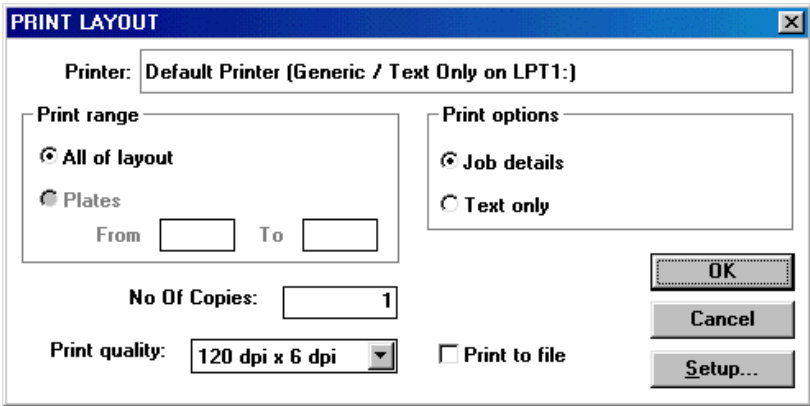 PRINT LAYOUT
Printer: Default Printer (Generic / Text Only on LPT1:)
Print range
All of layout
Plates
From To
Print options
Job details
Text only
No Of Copies: 1
Print quality: 120 dpi x 6 dpi
Print to file
OK
Cancel
Setup...